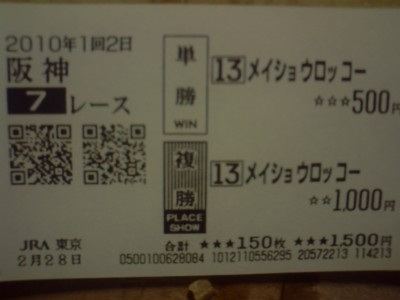 2010年1回2日
阪神
7レース
単勝
WIN
13 メイショウロッコー
☆☆☆500円
複勝
PLACE
SHOW
13 メイショウロッコー
☆☆1,000円
JRA 東京
2月28日
合計 ★★★150枚 ★★★1,500円
0500100628084 1012110556295 20572213 114213